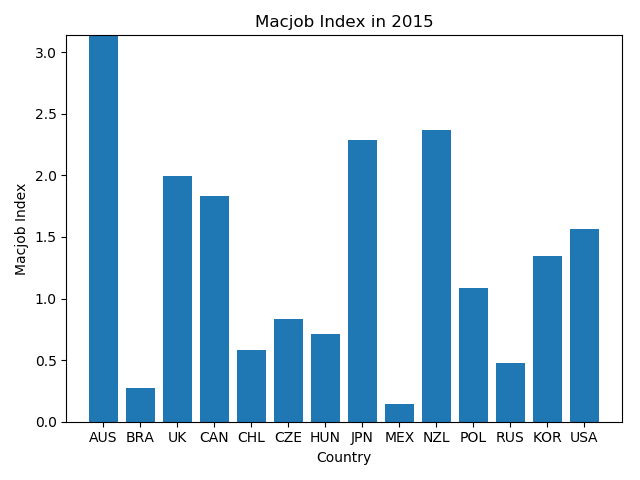 Macjob Index in 2015
3.0
2.5
2.0
1.5
1.0
0.5
0.0
Macjob Index
AUS BRA UK CAN CHL CZE HUN JPN MEX NZL POL RUS KOR USA
Country